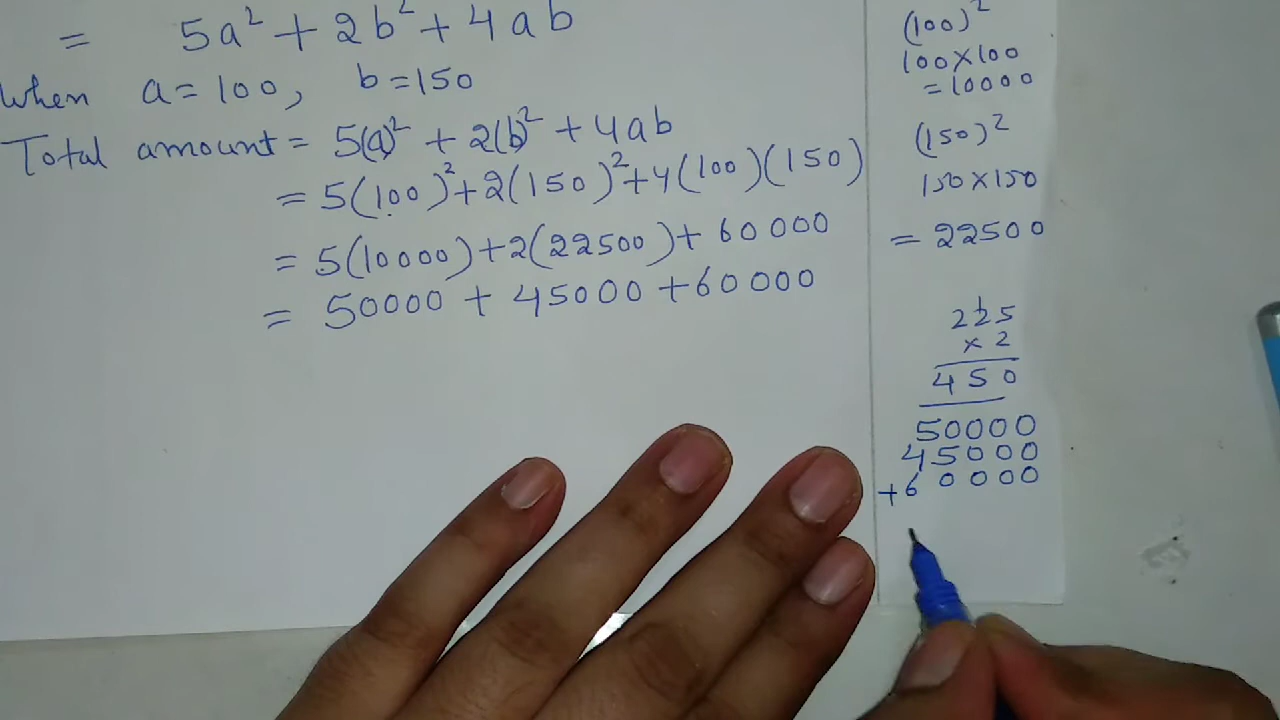 = 5a² + 2b² + 4ab
When a = 100, b = 150
Total amount = 5(a)² + 2(b)² + 4ab
= 5(100)² + 2(150)² + 4(100)(150)
= 5(10000) + 2(22500) + 60000
= 50000 + 45000 + 60000
(100)²
100 × 100
= 10000
(150)²
150 × 150
= 22500
1
225
× 2
450
50000
45000
+ 60000